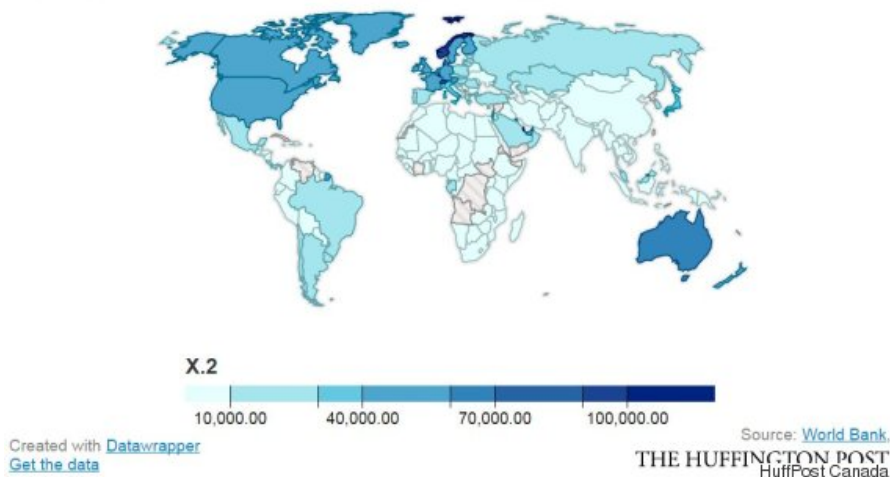 X.2
10,000.00 40,000.00 70,000.00 100,000.00
Created with Datawrapper
Get the data
Source: World Bank,
THE HUFFINGTON POST
HuffPost Canada